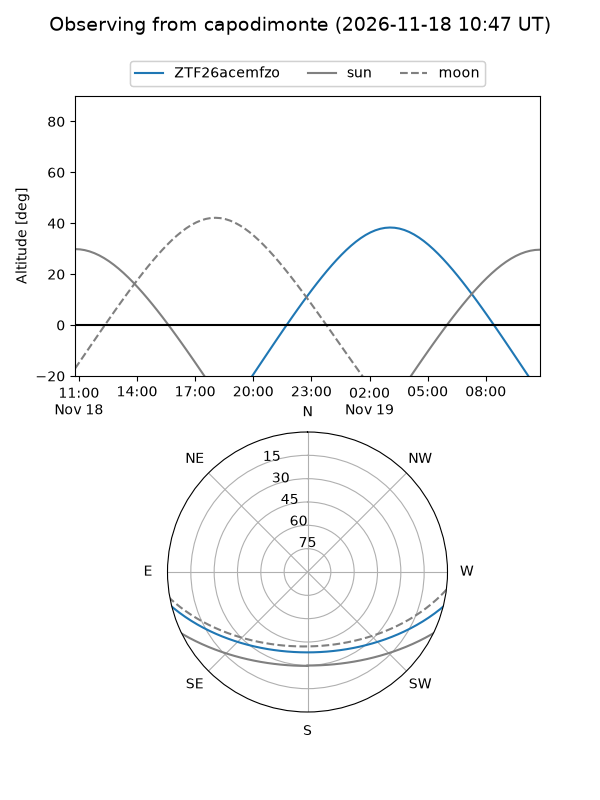 Observing from capodimonte (2026-11-18 10:47 UT)
ZTF26acemfzo sun moon
80
60
40
20
0
−20
Altitude [deg]
11:00 14:00 17:00 20:00 23:00 02:00 05:00 08:00
Nov 18 Nov 19
N
NE NW
15
30
45
60
75
E W
SE SW
S